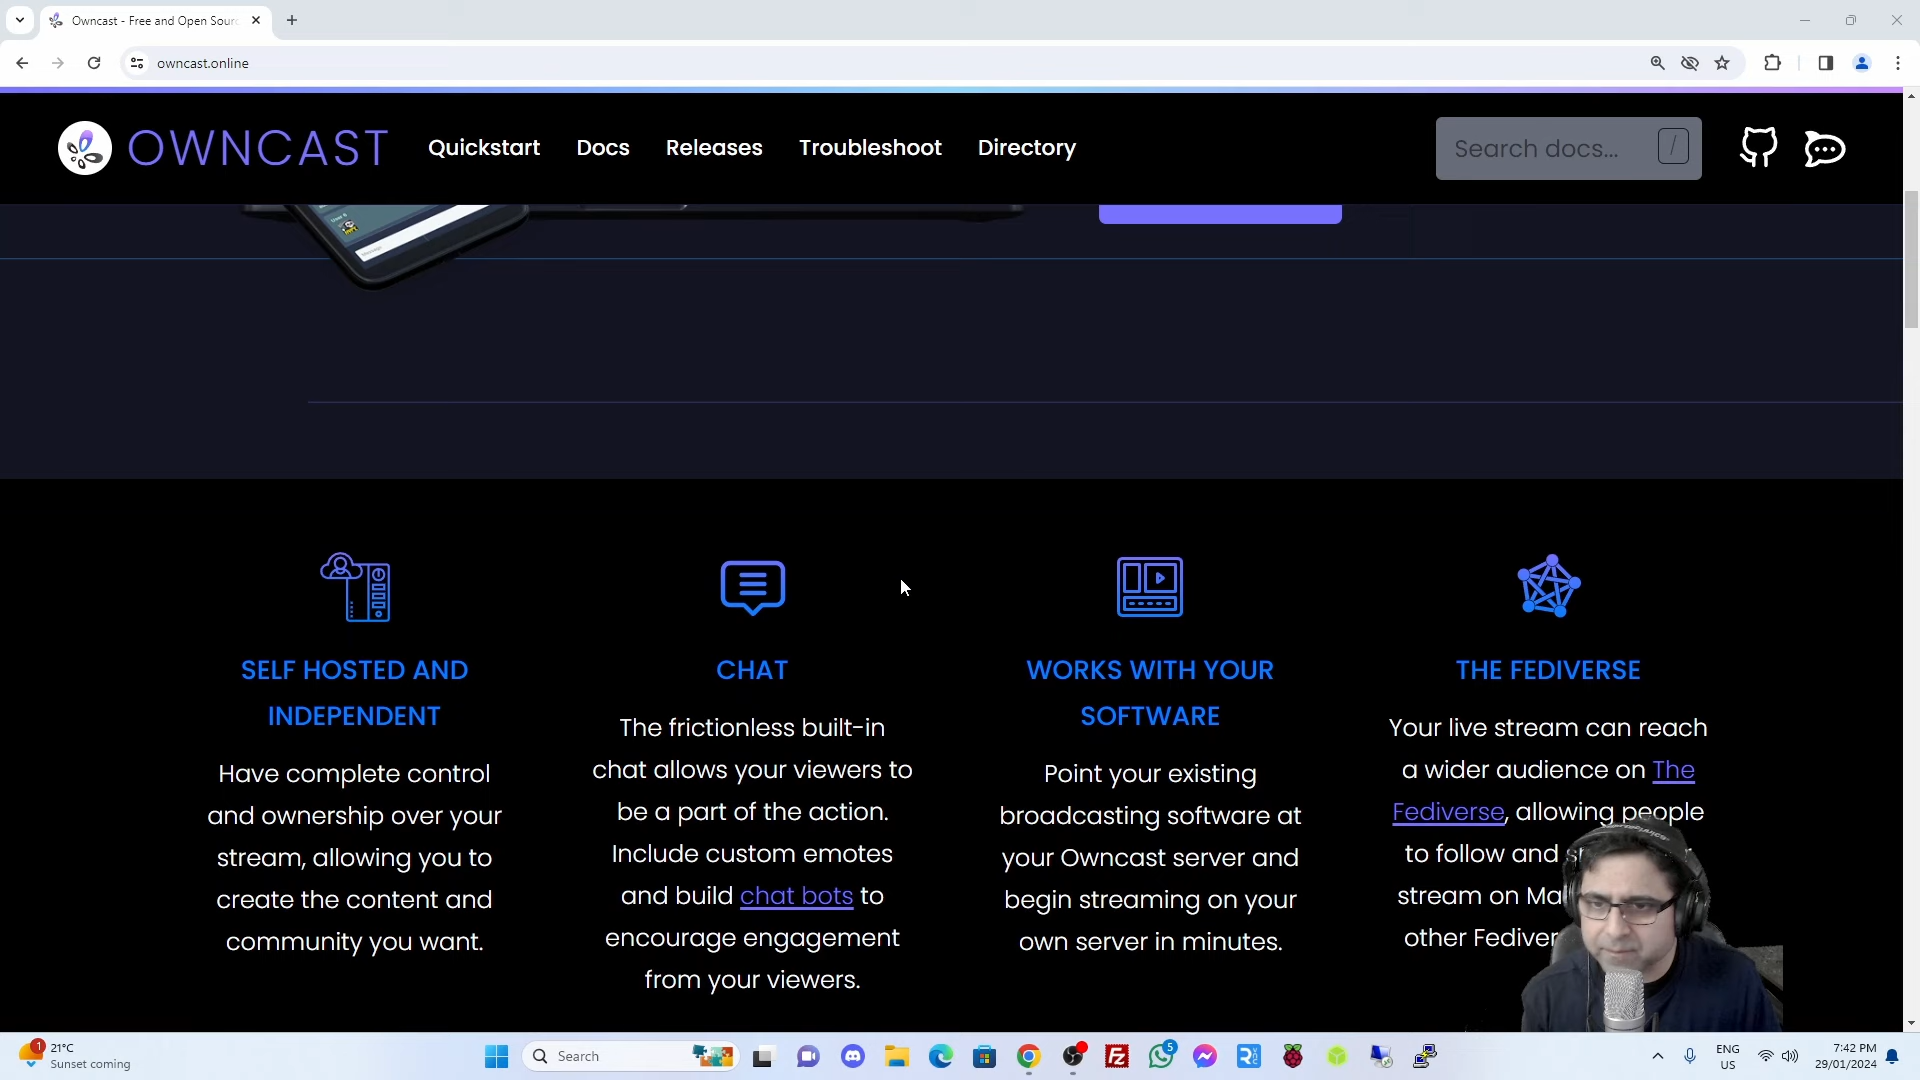 Owncast - Free and Open Sour
owncast.online
OWNCAST
Quickstart
Docs
Releases
Troubleshoot
Directory
Search docs...
/
SELF HOSTED AND
INDEPENDENT
Have complete control
and ownership over your
stream, allowing you to
create the content and
community you want.
CHAT
The frictionless built-in
chat allows your viewers to
be a part of the action.
Include custom emotes
and build chat bots to
encourage engagement
from your viewers.
WORKS WITH YOUR
SOFTWARE
Point your existing
broadcasting software at
your Owncast server and
begin streaming on your
own server in minutes.
THE FEDIVERSE
Your live stream can reach
a wider audience on The
Fediverse, allowing people
to follow and
stream on
other
1
21°C
Sunset coming
Search
5
ENG
US
7:42 PM
29/01/2024